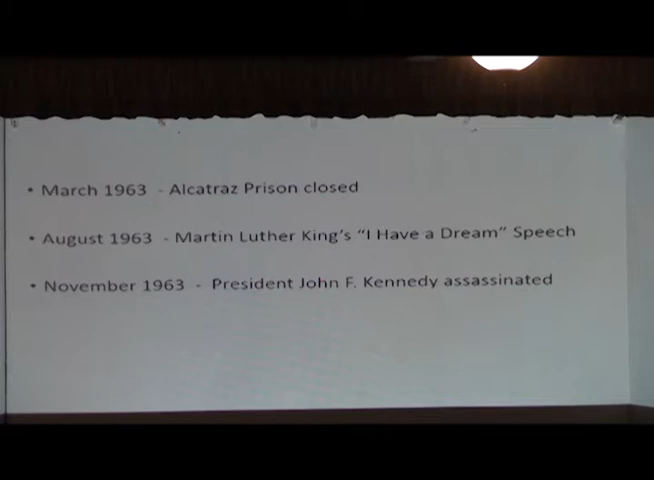 • March 1963 - Alcatraz Prison closed
• August 1963 - Martin Luther King's “I Have a Dream” Speech
• November 1963 - President John F. Kennedy assassinated